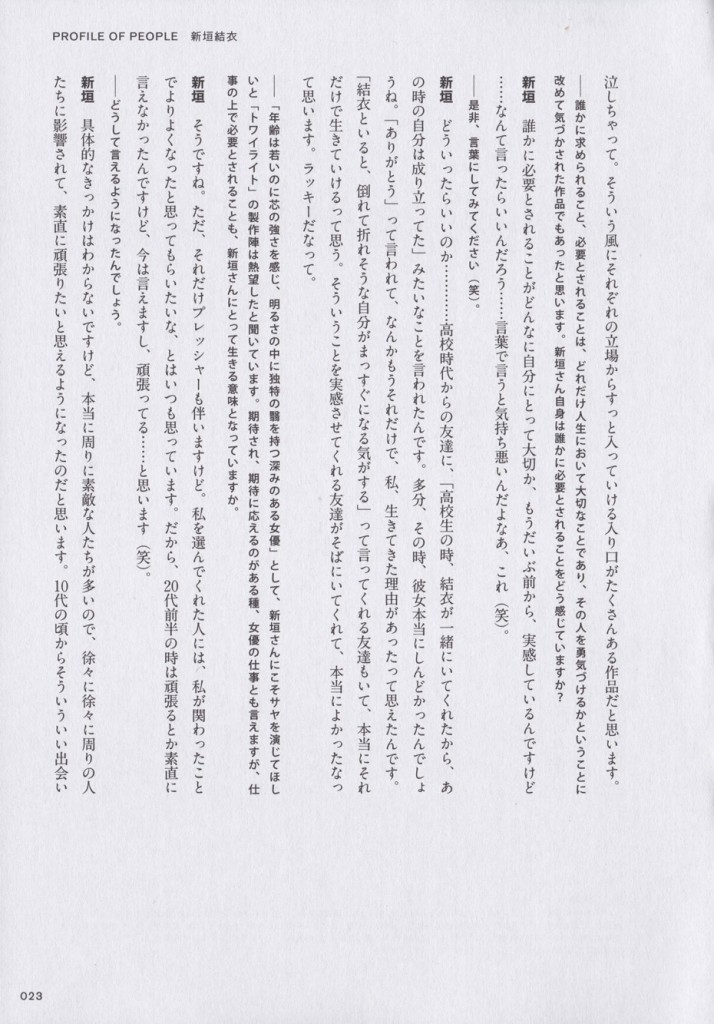 PROFILE OF PEOPLE 新垣結衣
泣しちゃって。そういう風にそれぞれの立場からすっと入っていける入り口がたくさんある作品だと思います。
――誰かに求められること、必要とされることは、どれだけ人生において大切なことであり、その人を勇気づけるかということに
改めて気づかされた作品でもあったと思います。新垣さん自身は誰かに必要とされることをどう感じていますか?
新垣 誰かに必要とされることがどんなに自分にとって大切か、もうだいぶ前から、実感しているんですけど
……なんて言ったらいいんだろう……言葉で言うと気持ち悪いんだよなあ、これ(笑)。
――是非、言葉にしてみてください(笑)。
新垣 どういったらいいのか…………高校時代からの友達に、「高校生の時、結衣が一緒にいてくれたから、あ
の時の自分は成り立ってた」みたいなことを言われたんです。多分、その時、彼女本当にしんどかったんでしょ
うね。「ありがとう」って言われて、なんかもうそれだけで、私、生きてきた理由があったって思えたんです。
「結衣といると、倒れて折れそうな自分がまっすぐになる気がする」って言ってくれる友達もいて、本当にそれ
だけで生きていけるって思う。そういうことを実感させてくれる友達がそばにいてくれて、本当によかったなっ
て思います。ラッキーだなって。
――「年齢は若いのに芯の強さを感じ、明るさの中に独特の翳を持つ深みのある女優」として、新垣さんにこそサヤを演じてほし
いと「トワイライト」の製作陣は熱望したと聞いています。期待され、期待に応えるのがある種、女優の仕事とも言えますが、仕
事の上で必要とされることも、新垣さんにとって生きる意味となっていますか。
新垣 そうですね。ただ、それだけプレッシャーも伴いますけど。私を選んでくれた人には、私が関わったこと
でよりよくなったと思ってもらいたいな、とはいつも思っています。だから、20代前半の時は頑張るとか素直に
言えなかったんですけど、今は言えますし、頑張ってる……と思います(笑)。
――どうして言えるようになったんでしょう。
新垣 具体的なきっかけはわからないですけど、本当に周りに素敵な人たちが多いので、徐々に徐々に周りの人
たちに影響されて、素直に頑張りたいと思えるようになったのだと思います。10代の頃からそういういい出会い
023